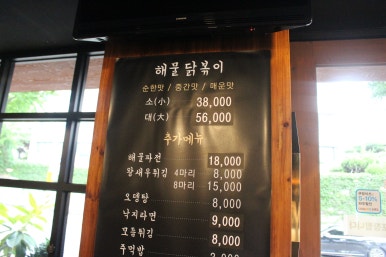 해물 닭볶이
순한맛 / 중간맛 / 매운맛
소(小) 38,000
대(大) 56,000
추가메뉴
해물파전 18,000
왕새우튀김 4마리 8,000
8마리 15,000
오뎅탕 8,000
낙지라면 9,000
모듬튀김 8,000
주먹밥